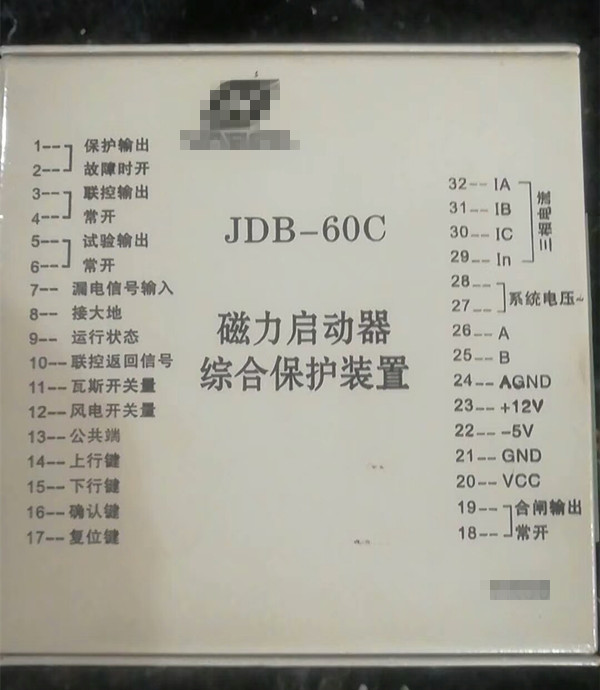 1-- 保护输出
2-- 故障时开
3-- 联控输出
4-- 常开
5-- 试验输出
6-- 常开
7-- 漏电信号输入
8-- 接大地
9-- 运行状态
10-- 联控返回信号
11-- 瓦斯开关量
12-- 风电开关量
13-- 公共端
14-- 上行键
15-- 下行键
16-- 确认键
17-- 复位键
JDB-60C
磁力启动器
综合保护装置
32-- IA
31-- IB
30-- IC
29-- In
三相电流
28--
27--
系统电压~
26-- A
25-- B
24-- AGND
23-- +12V
22-- -5V
21-- GND
20-- VCC
19-- 合闸输出
18-- 常开